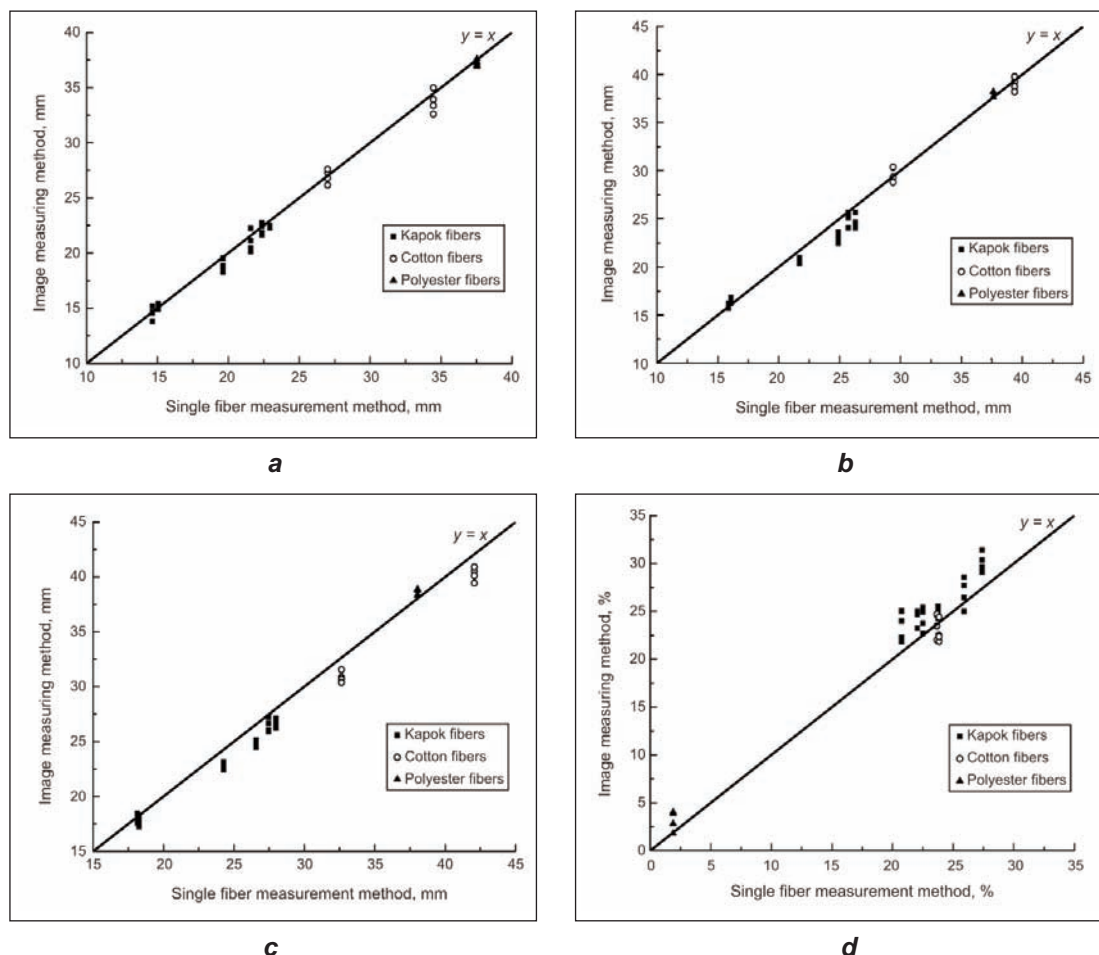 40
35
30
25
20
15
10
10 15 20 25 30 35 40
Image measuring method, mm
Single fiber measurement method, mm
y = x
Kapok fibers
Cotton fibers
Polyester fibers
a
45
40
35
30
25
20
15
10
10 15 20 25 30 35 40 45
Image measuring method, mm
Single fiber measurement method, mm
y = x
Kapok fibers
Cotton fibers
Polyester fibers
b
45
40
35
30
25
20
15
15 20 25 30 35 40 45
Image measuring method, mm
Single fiber measurement method, mm
y = x
Kapok fibers
Cotton fibers
Polyester fibers
c
35
30
25
20
15
10
5
0
0 5 10 15 20 25 30 35
Image measuring method, %
Single fiber measurement method, %
y = x
Kapok fibers
Cotton fibers
Polyester fibers
d